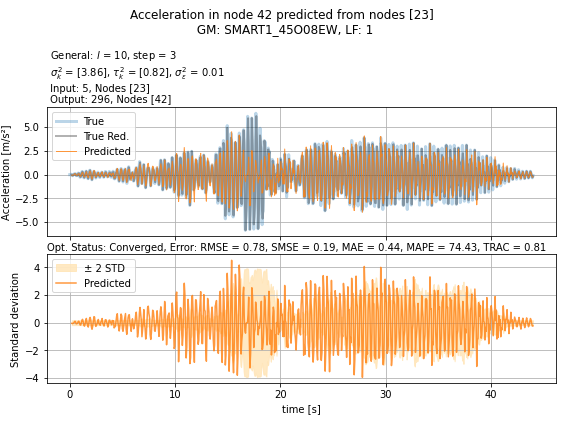 Acceleration in node 42 predicted from nodes [23]
GM: SMART1_45O08EW, LF: 1
General: l = 10, step = 3
σ²ₖ = [3.86], τ²ₖ = [0.82], σ²ε = 0.01
Input: 5, Nodes [23]
Output: 296, Nodes [42]
Acceleration [m/s²]
5.0
2.5
0.0
−2.5
−5.0
True
True Red.
Predicted
Opt. Status: Converged, Error: RMSE = 0.78, SMSE = 0.19, MAE = 0.44, MAPE = 74.43, TRAC = 0.81
Standard deviation
4
2
0
−2
−4
± 2 STD
Predicted
0 10 20 30 40
time [s]